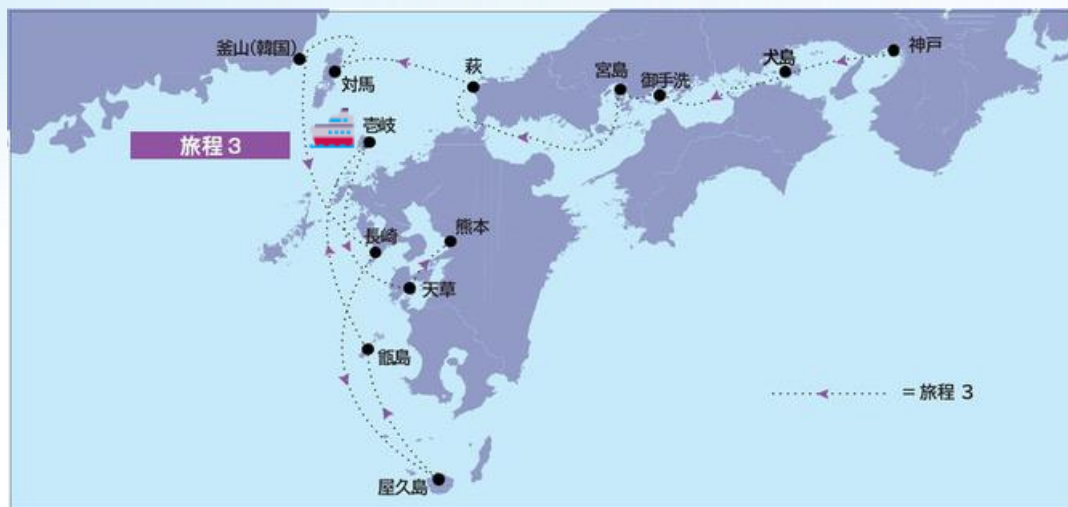 釜山(韓国)
対馬
萩
宮島
御手洗
犬島
神戸
壱岐
旅程3
長崎
熊本
天草
甑島
屋久島
=旅程 3